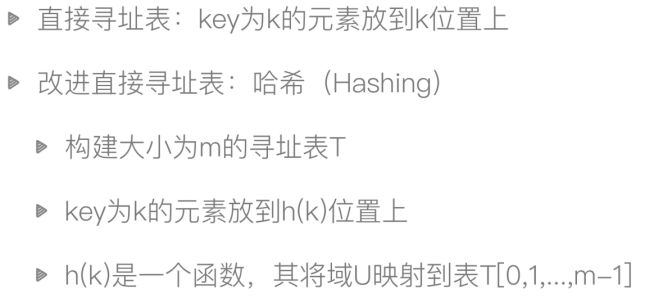 直接寻址表：key为k的元素放到k位置上
改进直接寻址表：哈希（Hashing）
构建大小为m的寻址表T
key为k的元素放到h(k)位置上
h(k)是一个函数，其将域U映射到表T[0,1,...,m-1]